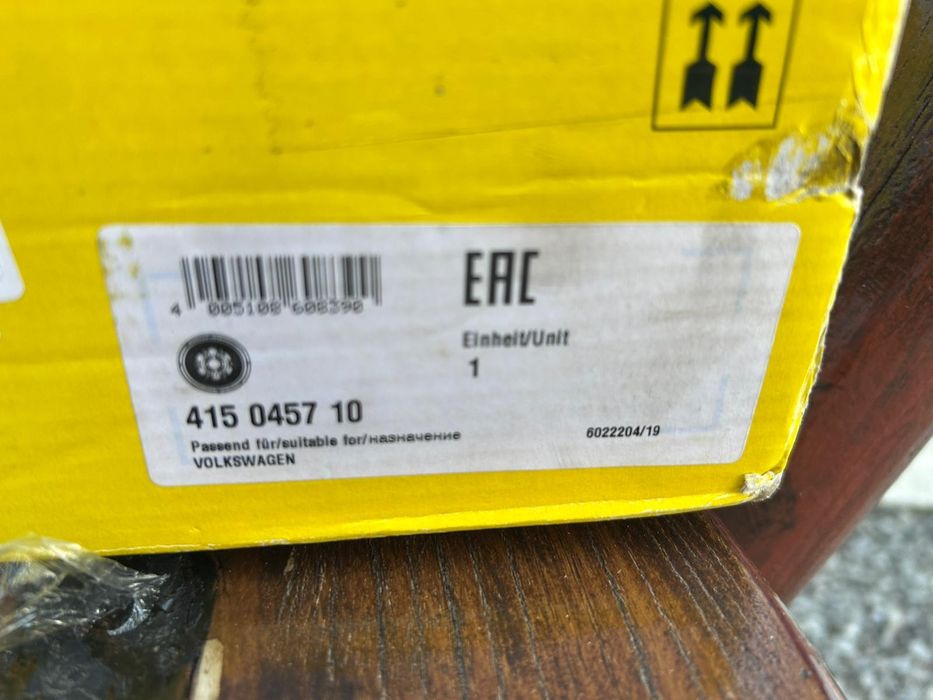 4 005108 608390
EAC
Einheit/Unit
1
415 0457 10
Passend für/suitable for/назначение
VOLKSWAGEN
6022204/19